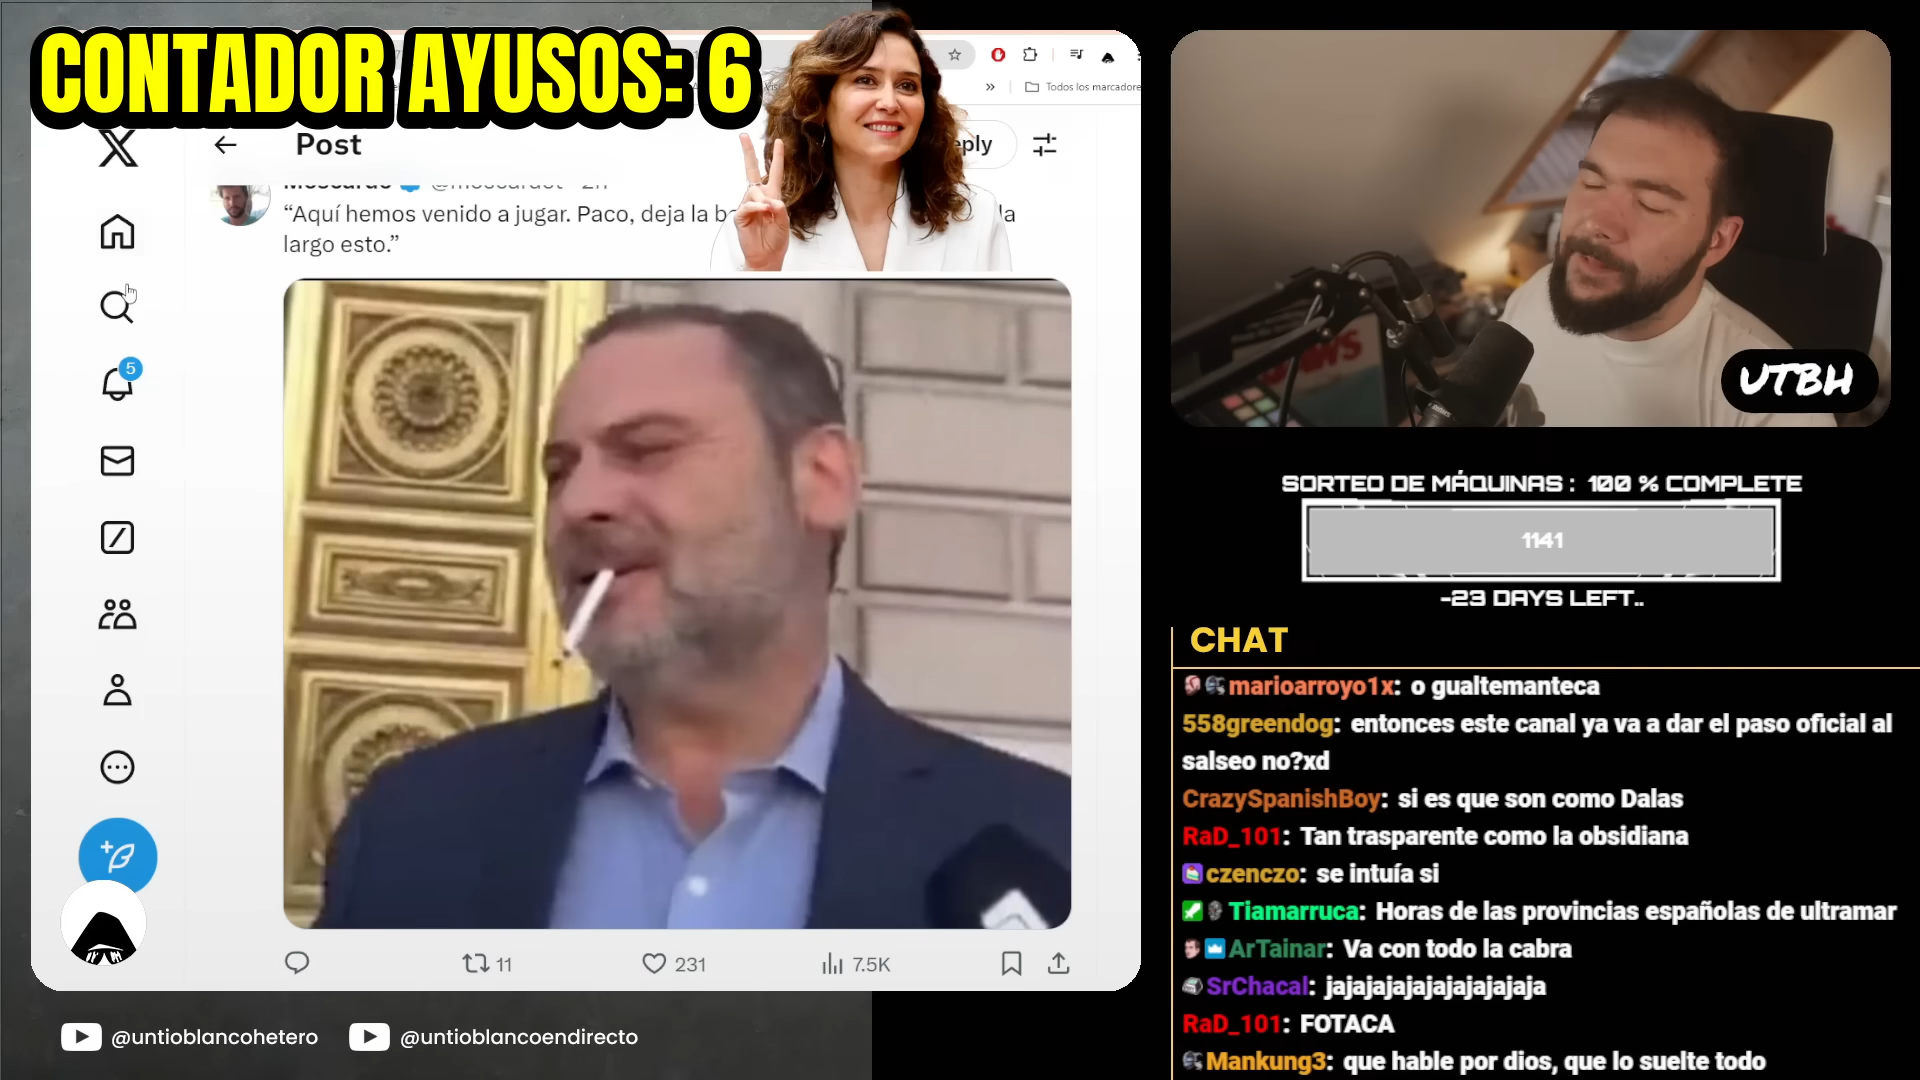 CONTADOR AYUSOS: 6
Todos los marcadore
Post
eply
“Aquí hemos venido a jugar. Paco, deja la
la
largo esto.”
5
11
231
7.5K
@untioblancohetero
@untioblancoendirecto
UTBH
SORTEO DE MÁQUINAS : 100 % COMPLETE
1141
-23 DAYS LEFT..
CHAT
marioarroyo1x: o gualtemanteca
558greendog: entonces este canal ya va a dar el paso oficial al
salseo no?xd
CrazySpanishBoy: si es que son como Dalas
RaD_101: Tan trasparente como la obsidiana
czenczo: se intuía si
Tiamarruca: Horas de las provincias españolas de ultramar
ArTainar: Va con todo la cabra
SrChacal: jajajajajajajajajaja
RaD_101: FOTACA
Mankung3: que hable por dios, que lo suelte todo